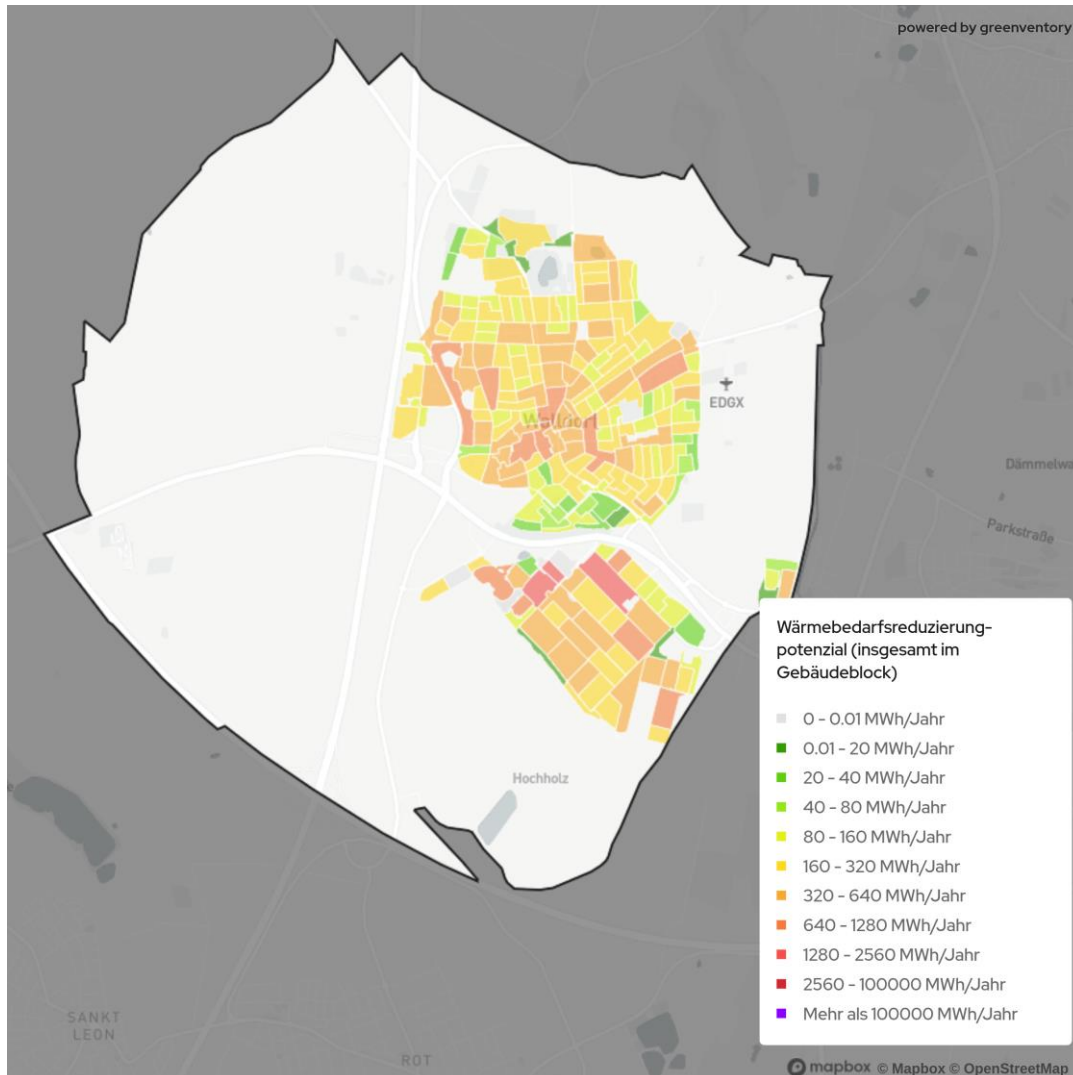 powered by greenventory
Walldorf
EDGX
Dämmelwa
Parkstraße
Wärmebedarfsreduzierung-
potenzial (insgesamt im
Gebäudeblock)
0 - 0.01 MWh/Jahr
0.01 - 20 MWh/Jahr
20 - 40 MWh/Jahr
40 - 80 MWh/Jahr
80 - 160 MWh/Jahr
160 - 320 MWh/Jahr
320 - 640 MWh/Jahr
640 - 1280 MWh/Jahr
1280 - 2560 MWh/Jahr
2560 - 100000 MWh/Jahr
Mehr als 100000 MWh/Jahr
Hochholz
SANKT
LEON
ROT
mapbox © Mapbox © OpenStreetMap